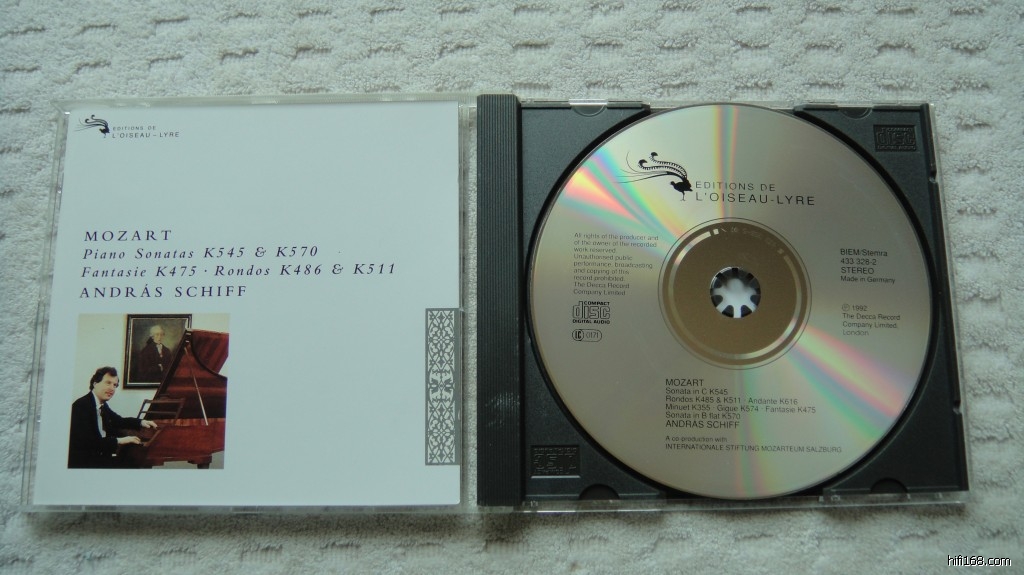 EDITIONS DE
L'OISEAU-LYRE
MOZART
Piano Sonatas K545 & K570
Fantasie K475 · Rondos K486 & K511
ANDRÁS SCHIFF
EDITIONS DE
L'OISEAU-LYRE
All rights of the producer and
of the owner of the recorded
work reserved.
Unauthorised public
performance, broadcasting
and copying of this
record prohibited.
The Decca Record
Company Limited
COMPACT
disc
DIGITAL AUDIO
LC 0171
BIEM/Stemra
433 328-2
STEREO
Made in Germany
℗ 1992
The Decca Record
Company Limited,
London
MOZART
Sonata in C K545
Rondos K485 & K511 · Andante K616
Minuet K355 · Gigue K574 · Fantasie K475
Sonata in B flat K570
ANDRÁS SCHIFF
A co-production with
INTERNATIONALE STIFTUNG MOZARTEUM SALZBURG
hifi168.com